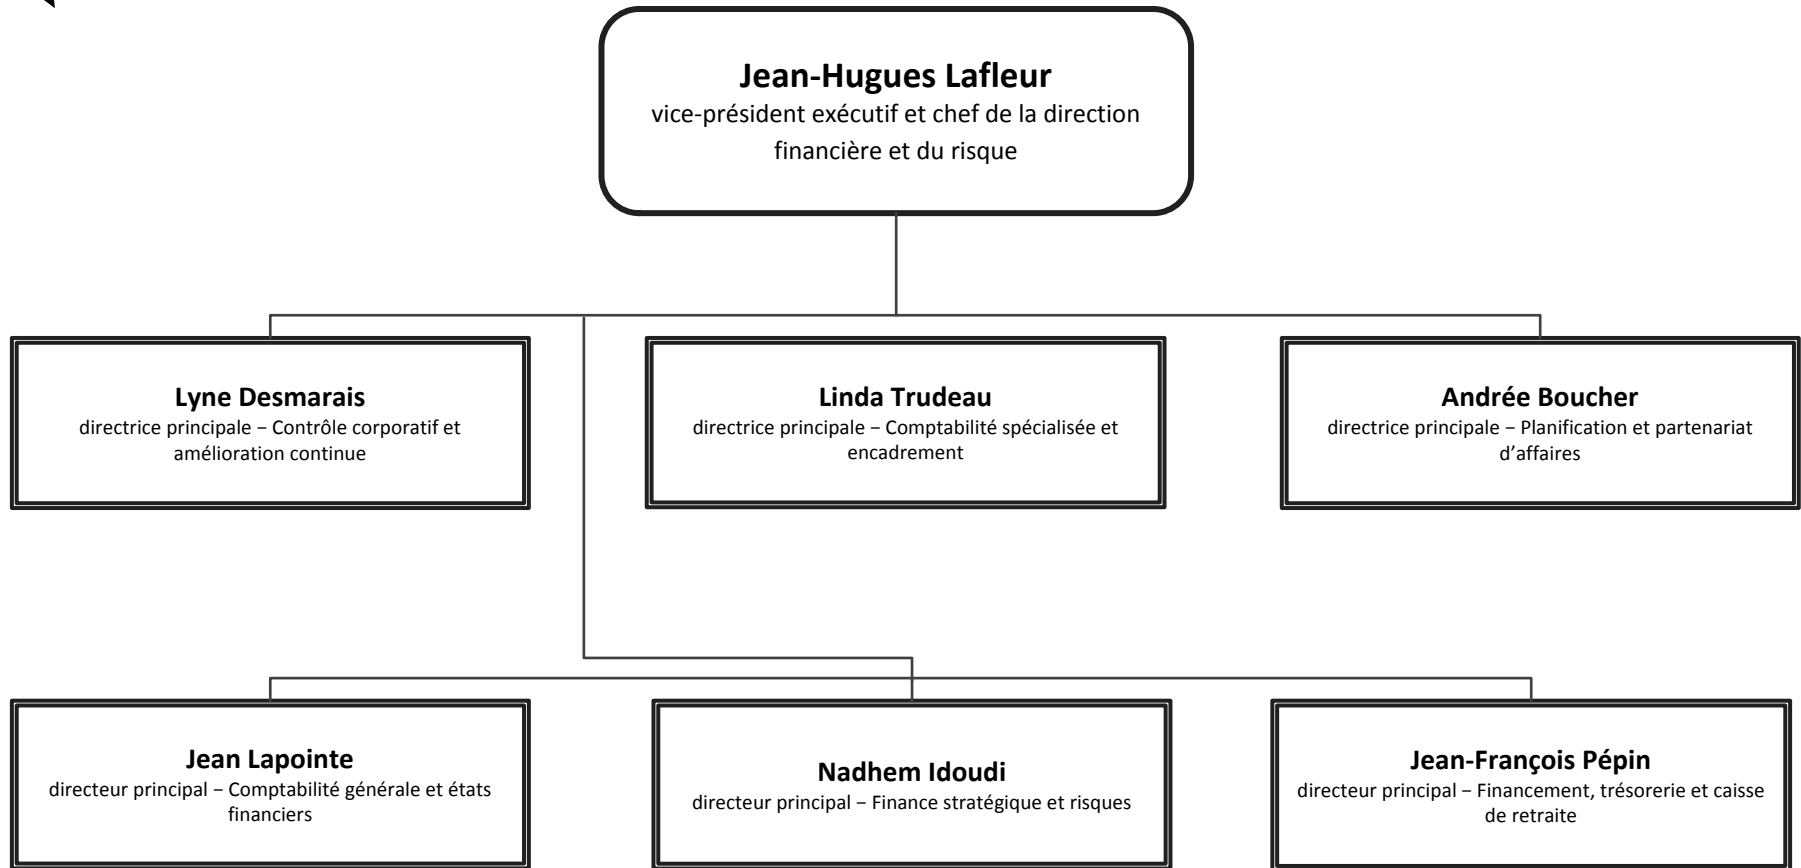 Jean-Hugues Lafleur
vice-président exécutif et chef de la direction
financière et du risque
Lyne Desmarais
directrice principale − Contrôle corporatif et
amélioration continue
Linda Trudeau
directrice principale − Comptabilité spécialisée et
encadrement
Andrée Boucher
directrice principale − Planification et partenariat
d’affaires
Jean Lapointe
directeur principal − Comptabilité générale et états
financiers
Nadhem Idoudi
directeur principal − Finance stratégique et risques
Jean-François Pépin
directeur principal − Financement, trésorerie et caisse
de retraite